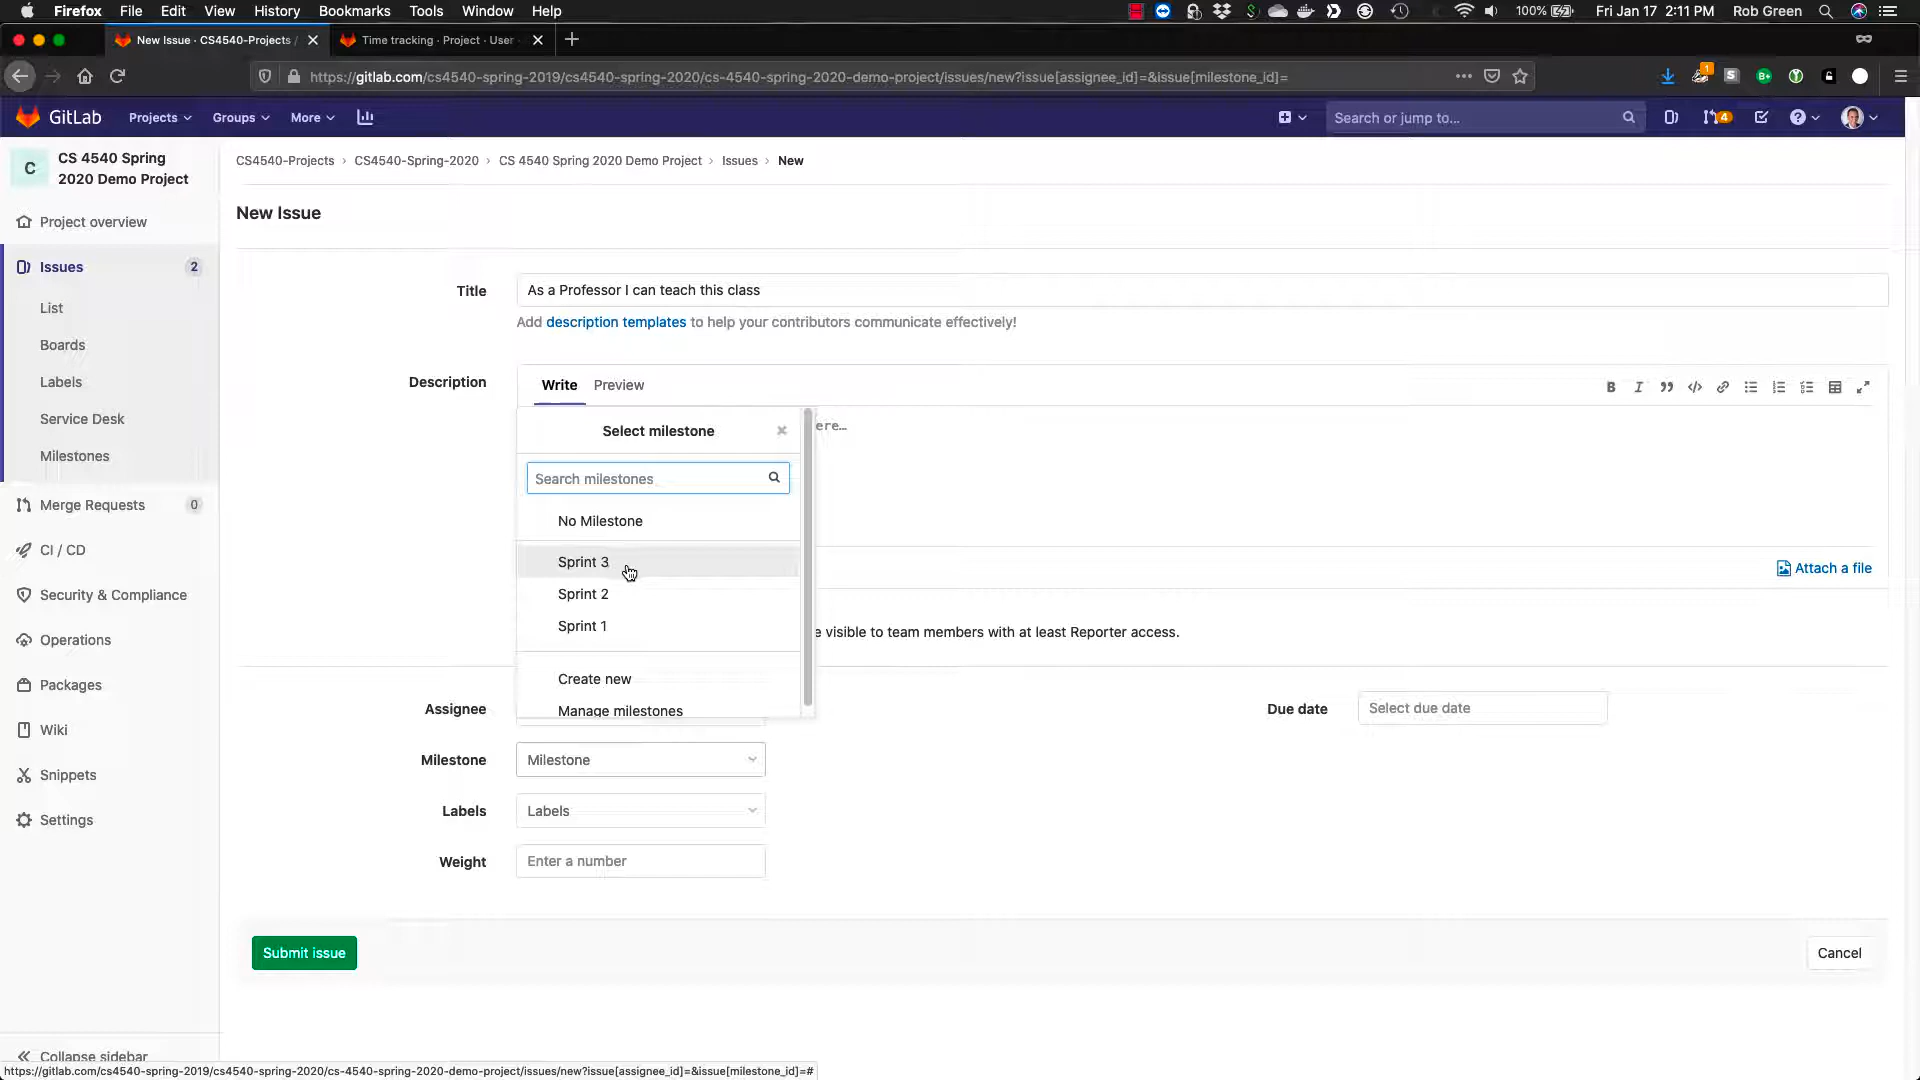 Firefox File Edit View History Bookmarks Tools Window Help 100% Fri Jan 17 2:11 PM Rob Green
New Issue · CS4540-Projects / Time tracking · Project · User
https://gitlab.com/cs4540-spring-2019/cs4540-spring-2020/cs-4540-spring-2020-demo-project/issues/new?issue[assignee_id]=&issue[milestone_id]=
GitLab Projects Groups More Search or jump to... 4
C CS 4540 Spring
2020 Demo Project
CS4540-Projects › CS4540-Spring-2020 › CS 4540 Spring 2020 Demo Project › Issues › New
Project overview
Issues 2
List
Boards
Labels
Service Desk
Milestones
Merge Requests 0
CI / CD
Security & Compliance
Operations
Packages
Wiki
Snippets
Settings
Collapse sidebar
New Issue
Title As a Professor I can teach this class
Add description templates to help your contributors communicate effectively!
Description Write Preview
ere…
Select milestone
Search milestones
No Milestone
Sprint 3
Sprint 2
Sprint 1
Create new
Manage milestones
Attach a file
e visible to team members with at least Reporter access.
Assignee
Due date Select due date
Milestone Milestone
Labels Labels
Weight Enter a number
Submit issue Cancel
https://gitlab.com/cs4540-spring-2019/cs4540-spring-2020/cs-4540-spring-2020-demo-project/issues/new?issue[assignee_id]=&issue[milestone_id]=#